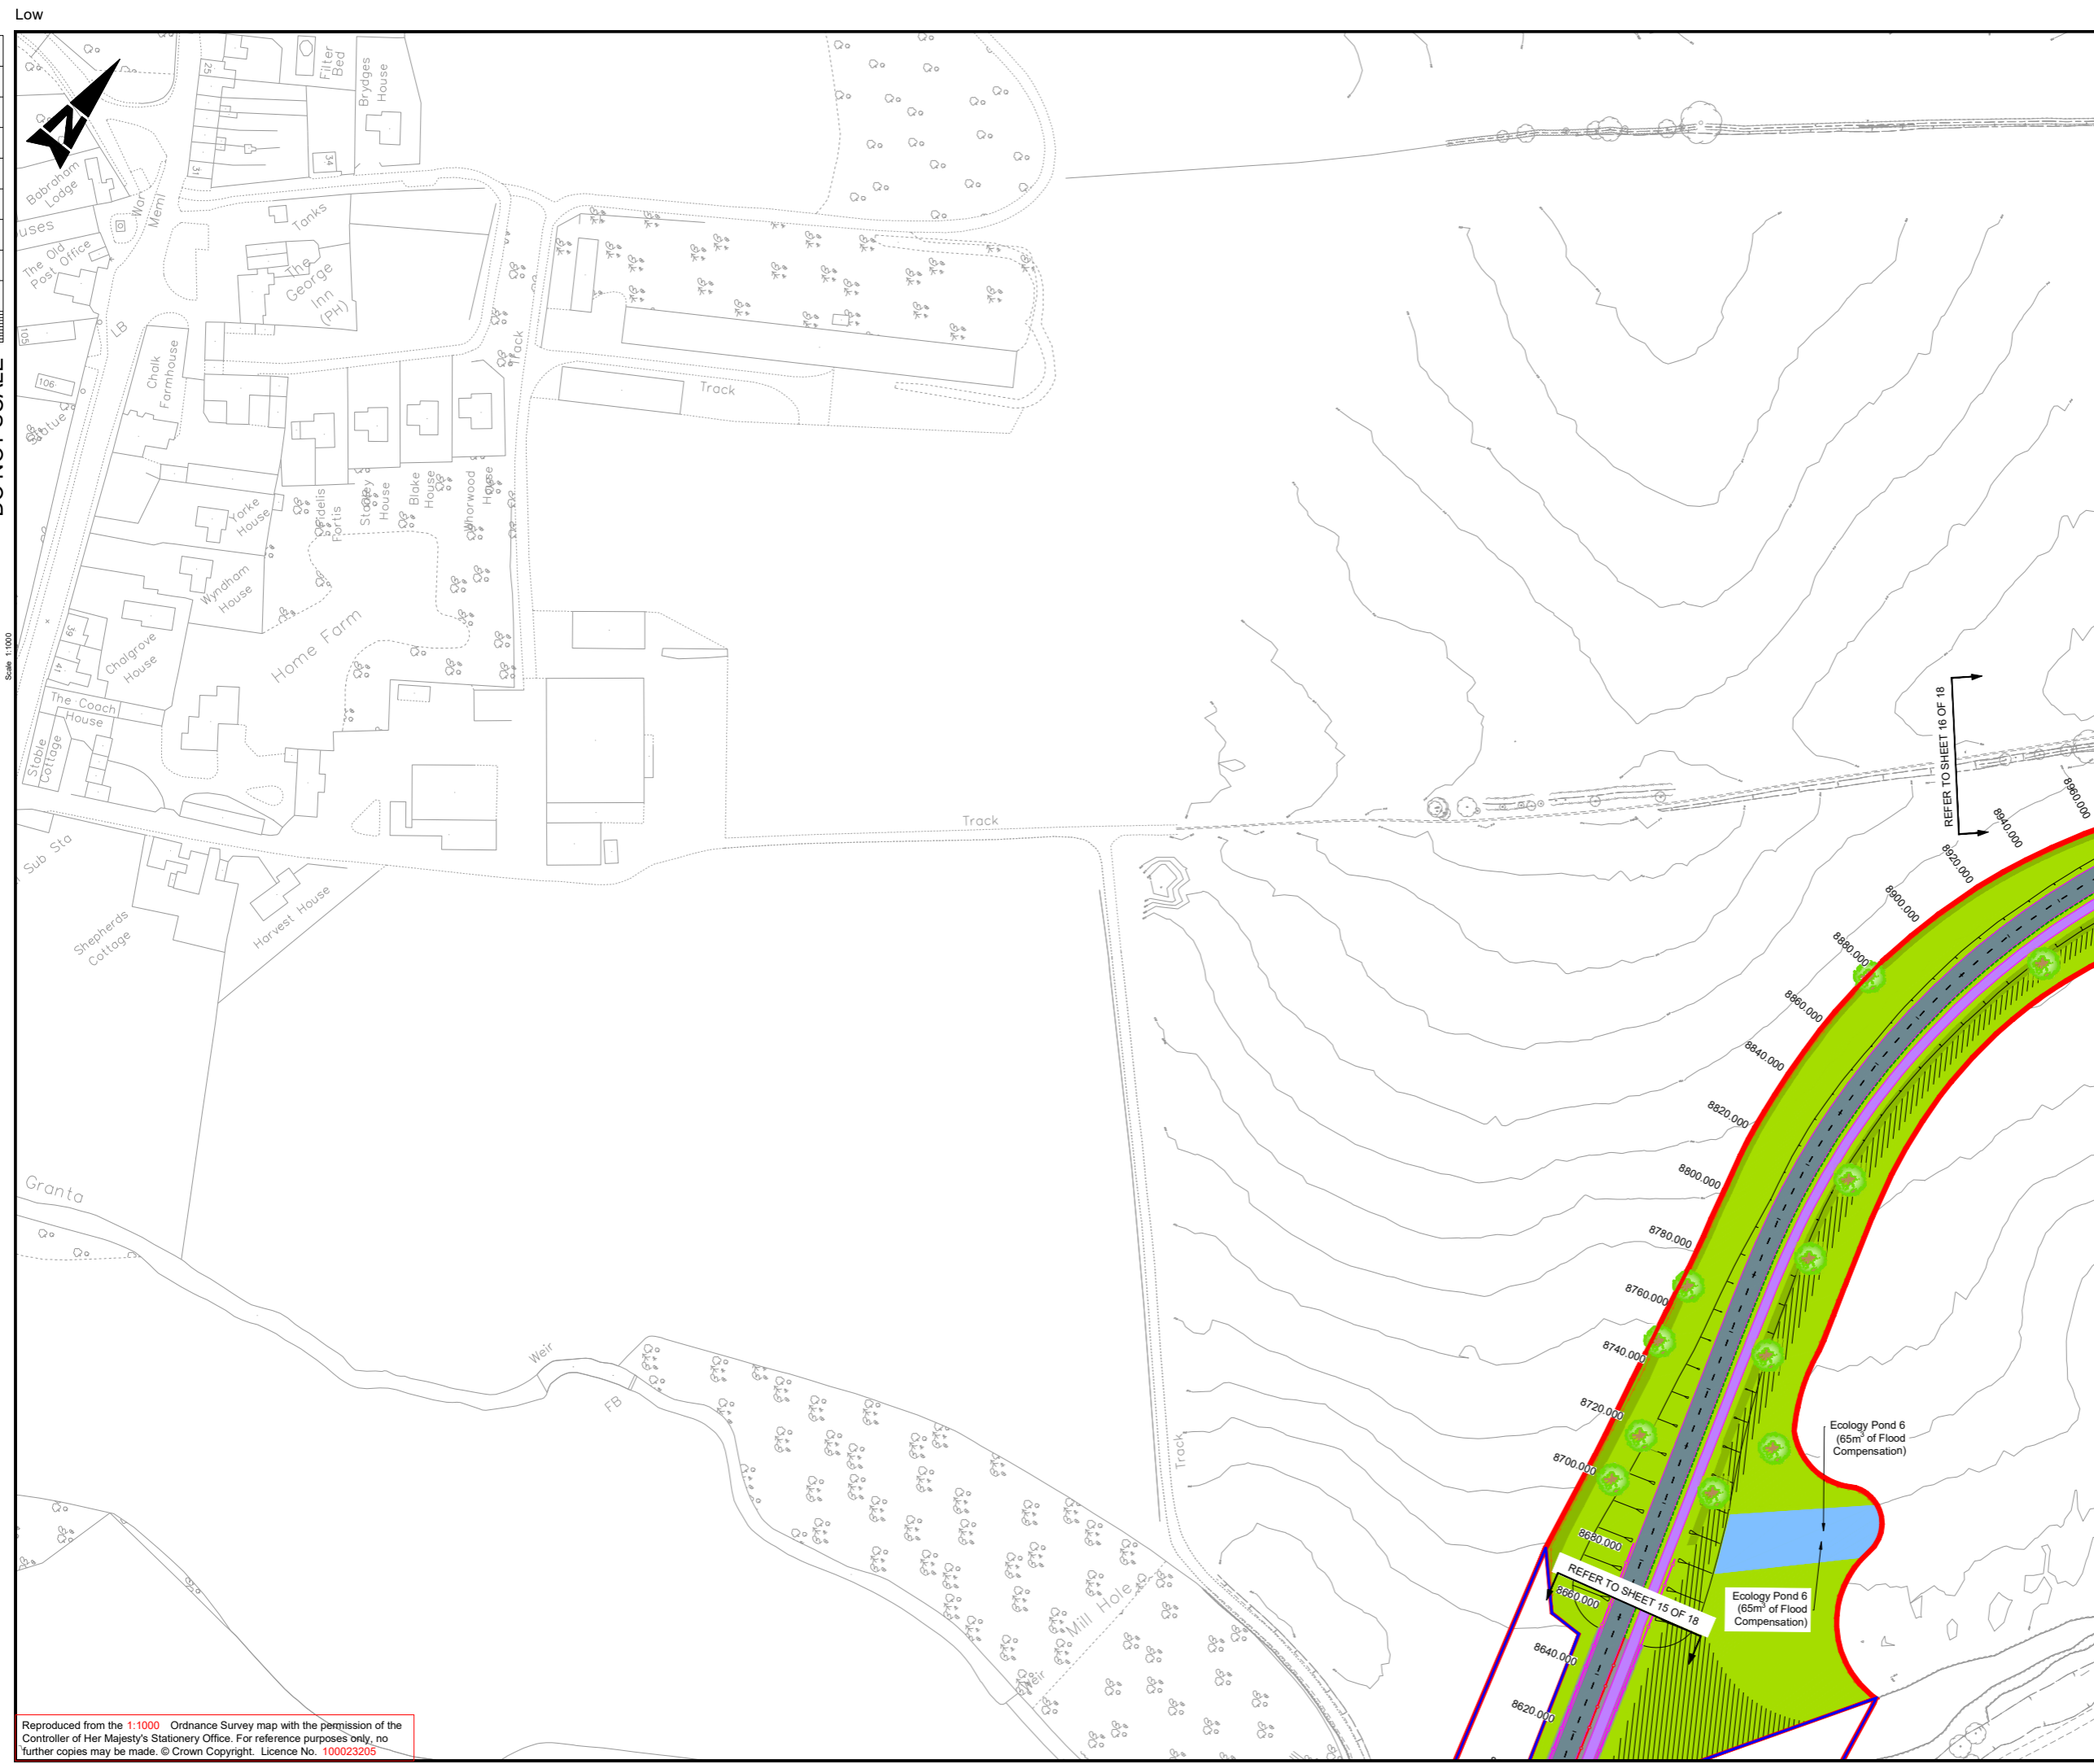 Low
Scale 1:1000
N
25
31
34
Filter
Bed
Brydges
House
Babraham
Lodge
War
Meml
The Old
Post Office
Tanks
The
George
Inn
(PH)
LB
105
106
Statue
Chalk
Farmhouse
Track
Track
Fidelis
Fortis
Stapley
House
Blake
House
Whorwood
House
Yorke
House
Wyndham
House
Home Farm
39
41
Chalgrove
House
The Coach
House
Stable
Cottage
Sub Sta
Shepherds
Cottage
Harvest House
Track
Granta
Weir
FB
Track
Mill Hole
Weir
REFER TO SHEET 16 OF 18
8960.000
8940.000
8920.000
8900.000
8880.000
8860.000
8840.000
8820.000
8800.000
8780.000
8760.000
8740.000
8720.000
8700.000
8680.000
8660.000
8640.000
8620.000
REFER TO SHEET 15 OF 18
Ecology Pond 6
(65m³ of Flood
Compensation)
Ecology Pond 6
(65m³ of Flood
Compensation)
Reproduced from the 1:1000 Ordnance Survey map with the permission of the
Controller of Her Majesty's Stationery Office. For reference purposes only, no
further copies may be made. © Crown Copyright. Licence No. 100023205